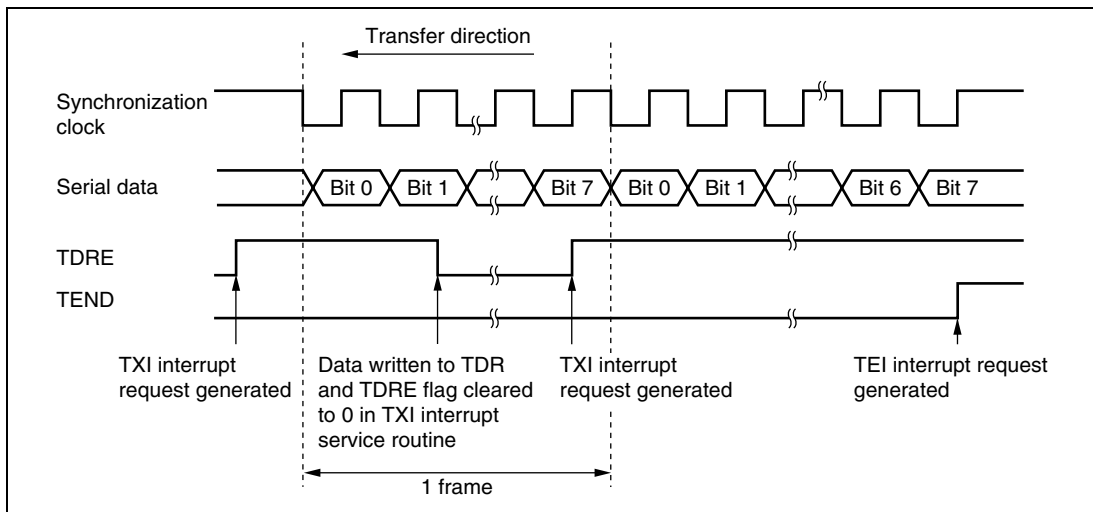 Transfer direction
Synchronization
clock
Serial data
Bit 0
Bit 1
Bit 7
Bit 0
Bit 1
Bit 6
Bit 7
TDRE
TEND
TXI interrupt
request generated
Data written to TDR
and TDRE flag cleared
to 0 in TXI interrupt
service routine
TXI interrupt
request generated
TEI interrupt request
generated
1 frame